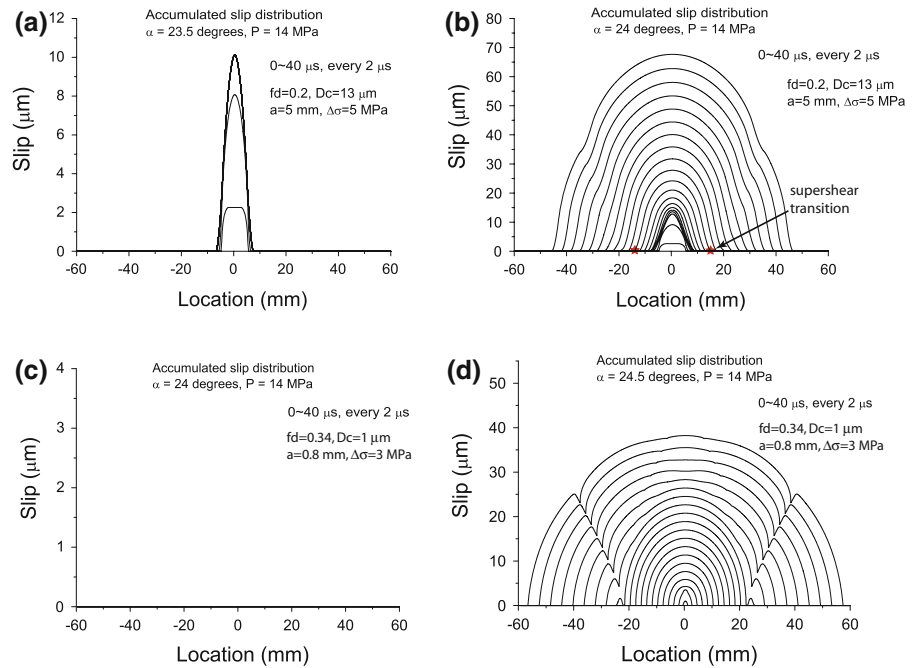 (a)
Accumulated slip distribution
α = 23.5 degrees, P = 14 MPa
0~40 μs, every 2 μs
fd=0.2, Dc=13 μm
a=5 mm, Δσ=5 MPa
Slip (μm)
12
10
8
6
4
2
0
-60 -40 -20 0 20 40 60
Location (mm)
(b)
Accumulated slip distribution
α = 24 degrees, P = 14 MPa
0~40 μs, every 2 μs
fd=0.2, Dc=13 μm
a=5 mm, Δσ=5 MPa
supershear
transition
Slip (μm)
80
70
60
50
40
30
20
10
0
-60 -40 -20 0 20 40 60
Location (mm)
(c)
Accumulated slip distribution
α = 24 degrees, P = 14 MPa
0~40 μs, every 2 μs
fd=0.34, Dc=1 μm
a=0.8 mm, Δσ=3 MPa
Slip (μm)
4
3
2
1
0
-60 -40 -20 0 20 40 60
Location (mm)
(d)
Accumulated slip distribution
α = 24.5 degrees, P = 14 MPa
0~40 μs, every 2 μs
fd=0.34, Dc=1 μm
a=0.8 mm, Δσ=3 MPa
Slip (μm)
50
40
30
20
10
0
-60 -40 -20 0 20 40 60
Location (mm)